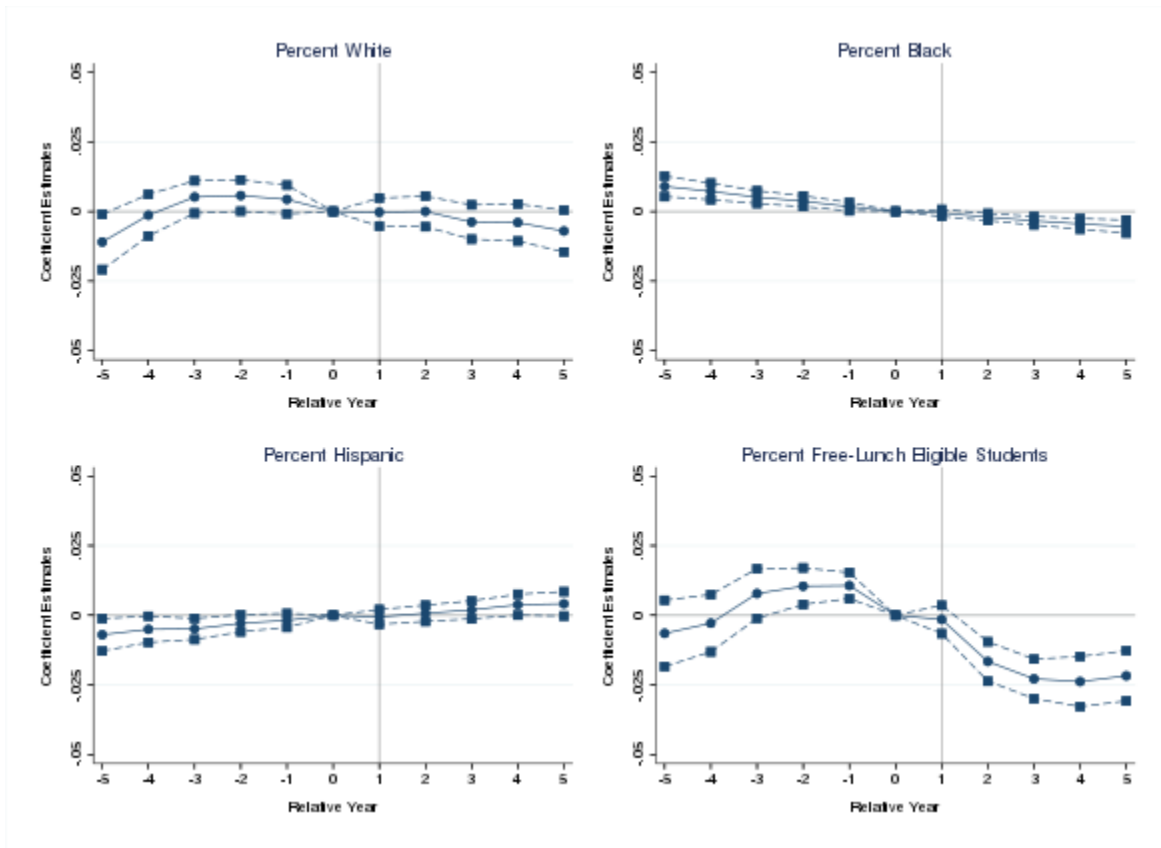 Percent White
Coefficient Estimates
.05
.025
0
-.025
-.05
-5 -4 -3 -2 -1 0 1 2 3 4 5
Relative Year
Percent Black
Coefficient Estimates
.05
.025
0
-.025
-.05
-5 -4 -3 -2 -1 0 1 2 3 4 5
Relative Year
Percent Hispanic
Coefficient Estimates
.05
.025
0
-.025
-.05
-5 -4 -3 -2 -1 0 1 2 3 4 5
Relative Year
Percent Free-Lunch Eligible Students
Coefficient Estimates
.05
.025
0
-.025
-.05
-5 -4 -3 -2 -1 0 1 2 3 4 5
Relative Year